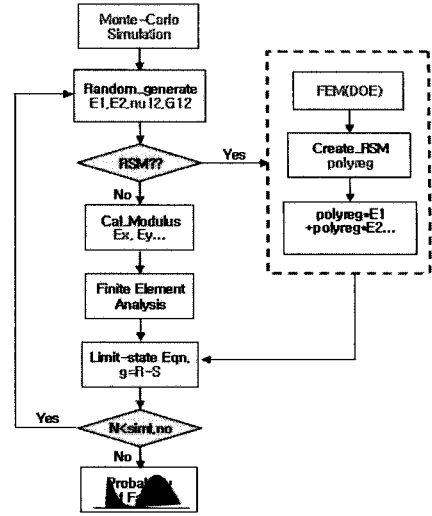 Monte-Carlo
Simulation
Random_generate
E1,E2,nu12,G12
RSM??
Yes
No
Cal_Modulus
Ex, Ey...
Finite Element
Analysis
FEM(DOE)
Create_RSM
polyreg
polyreg*E1
+polyreg*E2...
Limit-state Eqn,
g=R-S
Yes
N<siml,no
No